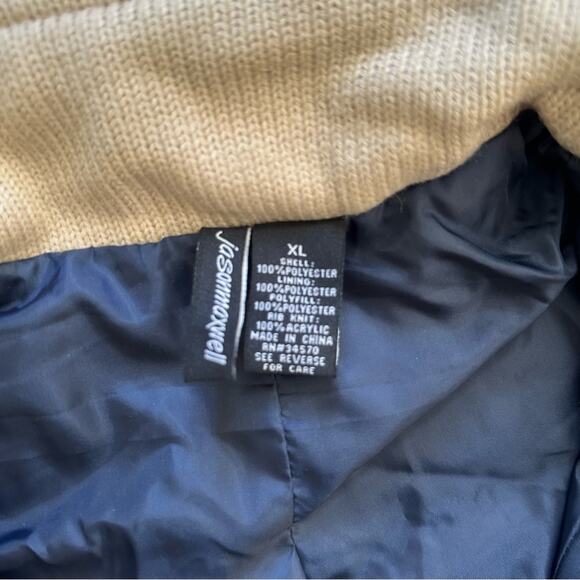 jasonmaxwell
XL
SHELL:
100%POLYESTER
LINING:
100%POLYESTER
POLYFILL:
100%POLYESTER
RIB KNIT:
100%ACRYLIC
MADE IN CHINA
RN#34570
SEE REVERSE
FOR CARE